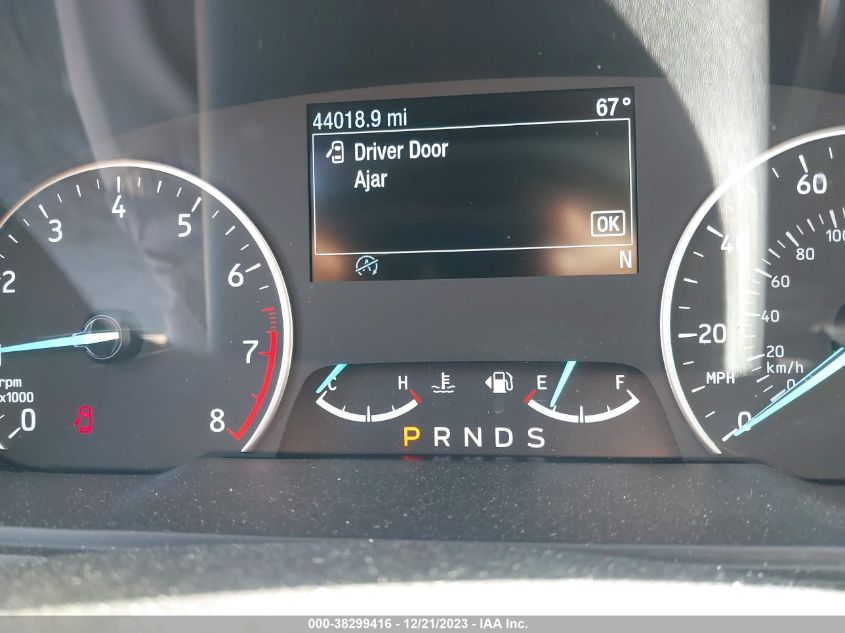 44018.9 mi 67°
Driver Door
Ajar
OK
N
2 3 4 5 6 7 8
rpm
x1000
0
C H E F
P R N D S
60
40
20
MPH
0
100
80
60
40
20
km/h
0
000-38299416 - 12/21/2023 - IAA Inc.